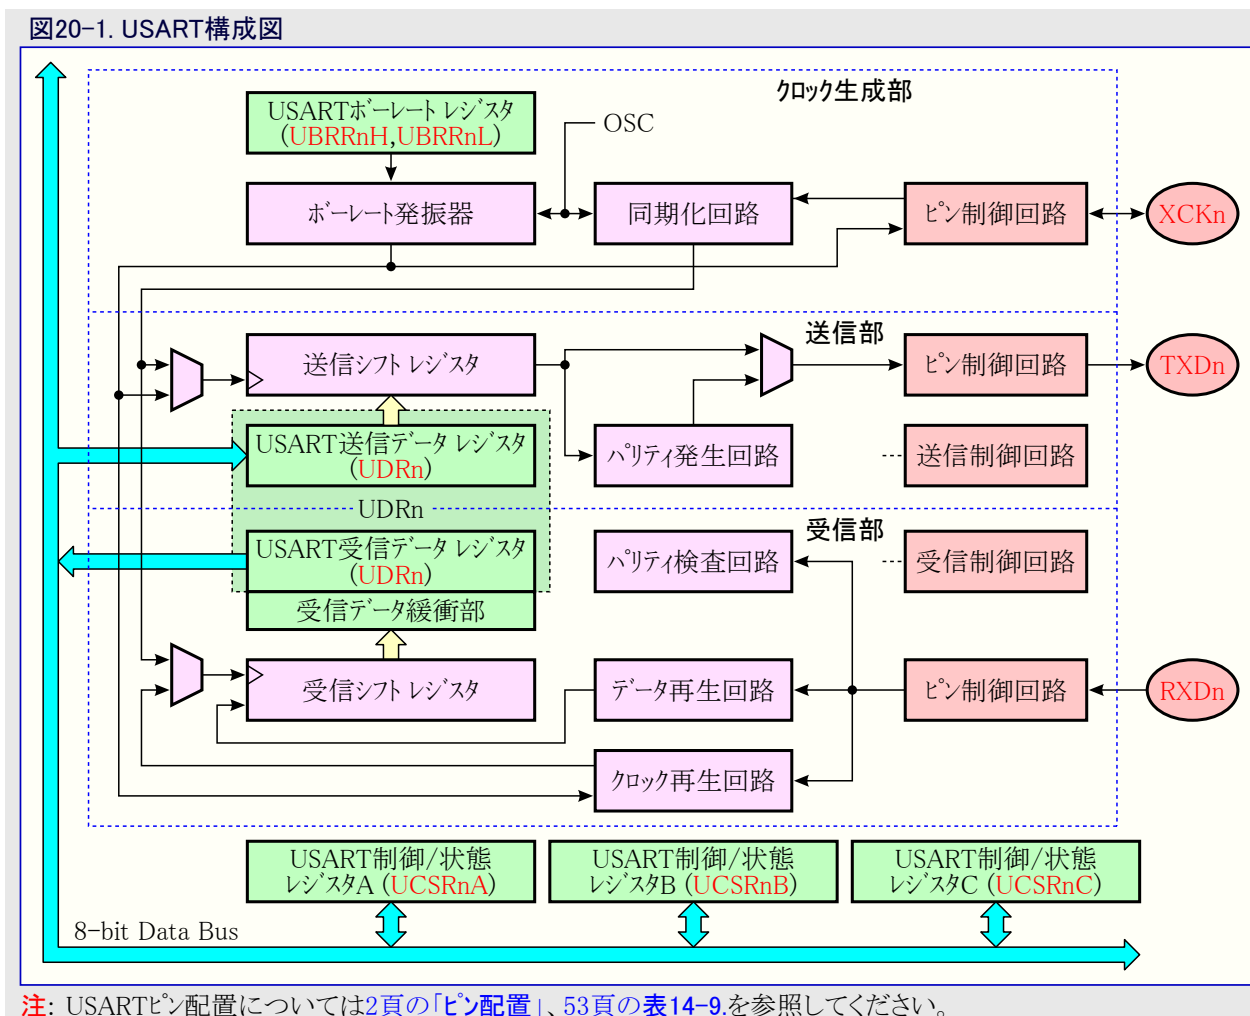 図20-1. USART構成図
クロック生成部
USARTボーレート レジスタ
(UBRRnH,UBRRnL)
OSC
ボーレート発振器
同期化回路
ピン制御回路
XCKn
送信部
送信シフト レジスタ
ピン制御回路
TXDn
USART送信データ レジスタ
(UDRn)
パリティ発生回路
送信制御回路
UDRn
受信部
USART受信データ レジスタ
(UDRn)
パリティ検査回路
受信制御回路
受信データ緩衝部
受信シフト レジスタ
データ再生回路
ピン制御回路
RXDn
クロック再生回路
USART制御/状態
レジスタA (UCSRnA)
USART制御/状態
レジスタB (UCSRnB)
USART制御/状態
レジスタC (UCSRnC)
8-bit Data Bus
注: USARTピン配置については2頁の「ピン配置」、53頁の表14-9.を参照してください。